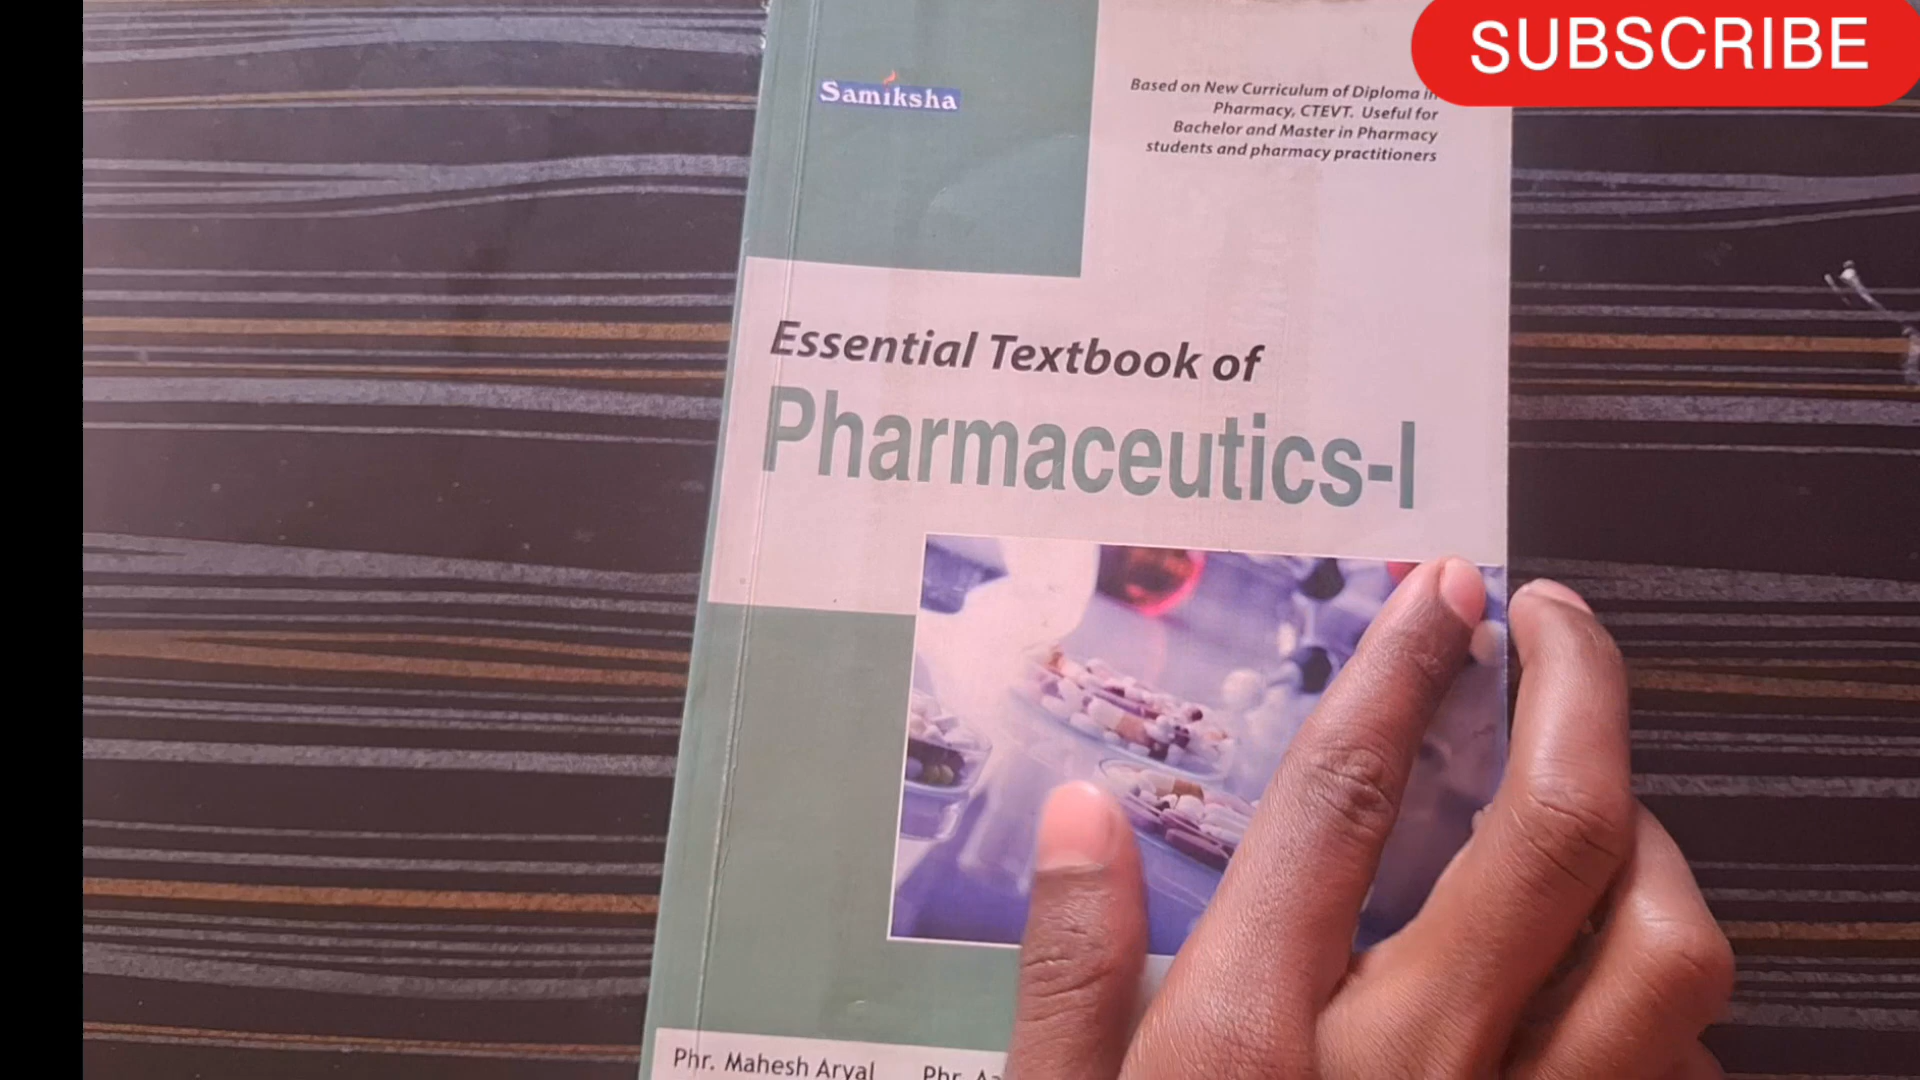 SUBSCRIBE
Samiksha
Based on New Curriculum of Diploma in
Pharmacy, CTEVT. Useful for
Bachelor and Master in Pharmacy
students and pharmacy practitioners
Essential Textbook of
Pharmaceutics-I
Phr. Mahesh Aryal
Phr.